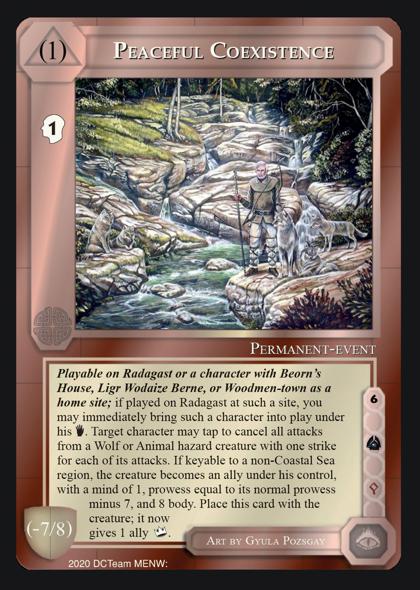 (1)
Peaceful Coexistence
1
Permanent-event
Playable on Radagast or a character with Beorn's
House, Ligr Wodaize Berne, or Woodmen-town as a
home site; if played on Radagast at such a site, you
may immediately bring such a character into play under
his . Target character may tap to cancel all attacks
from a Wolf or Animal hazard creature with one strike
for each of its attacks. If keyable to a non-Coastal Sea
region, the creature becomes an ally under his control,
with a mind of 1, prowess equal to its normal prowess
minus 7, and 8 body. Place this card with the
creature; it now
gives 1 ally .
6
(-7/8)
Art by Gyula Pozsgay
2020 DCTeam MENW: